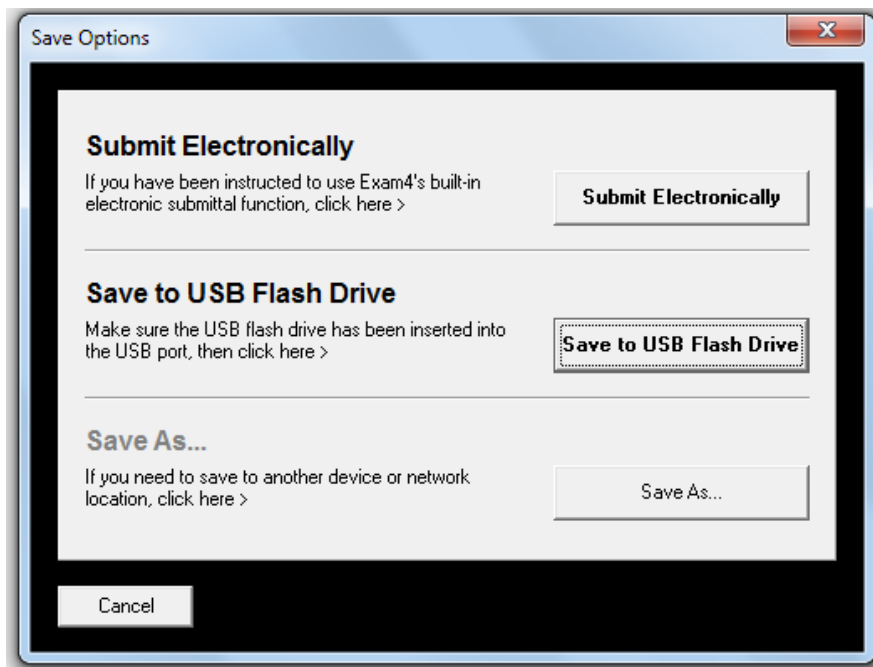 Save Options
Submit Electronically
If you have been instructed to use Exam4's built-in
electronic submittal function, click here >
Submit Electronically
Save to USB Flash Drive
Make sure the USB flash drive has been inserted into
the USB port, then click here >
Save to USB Flash Drive
Save As...
If you need to save to another device or network
location, click here >
Save As...
Cancel